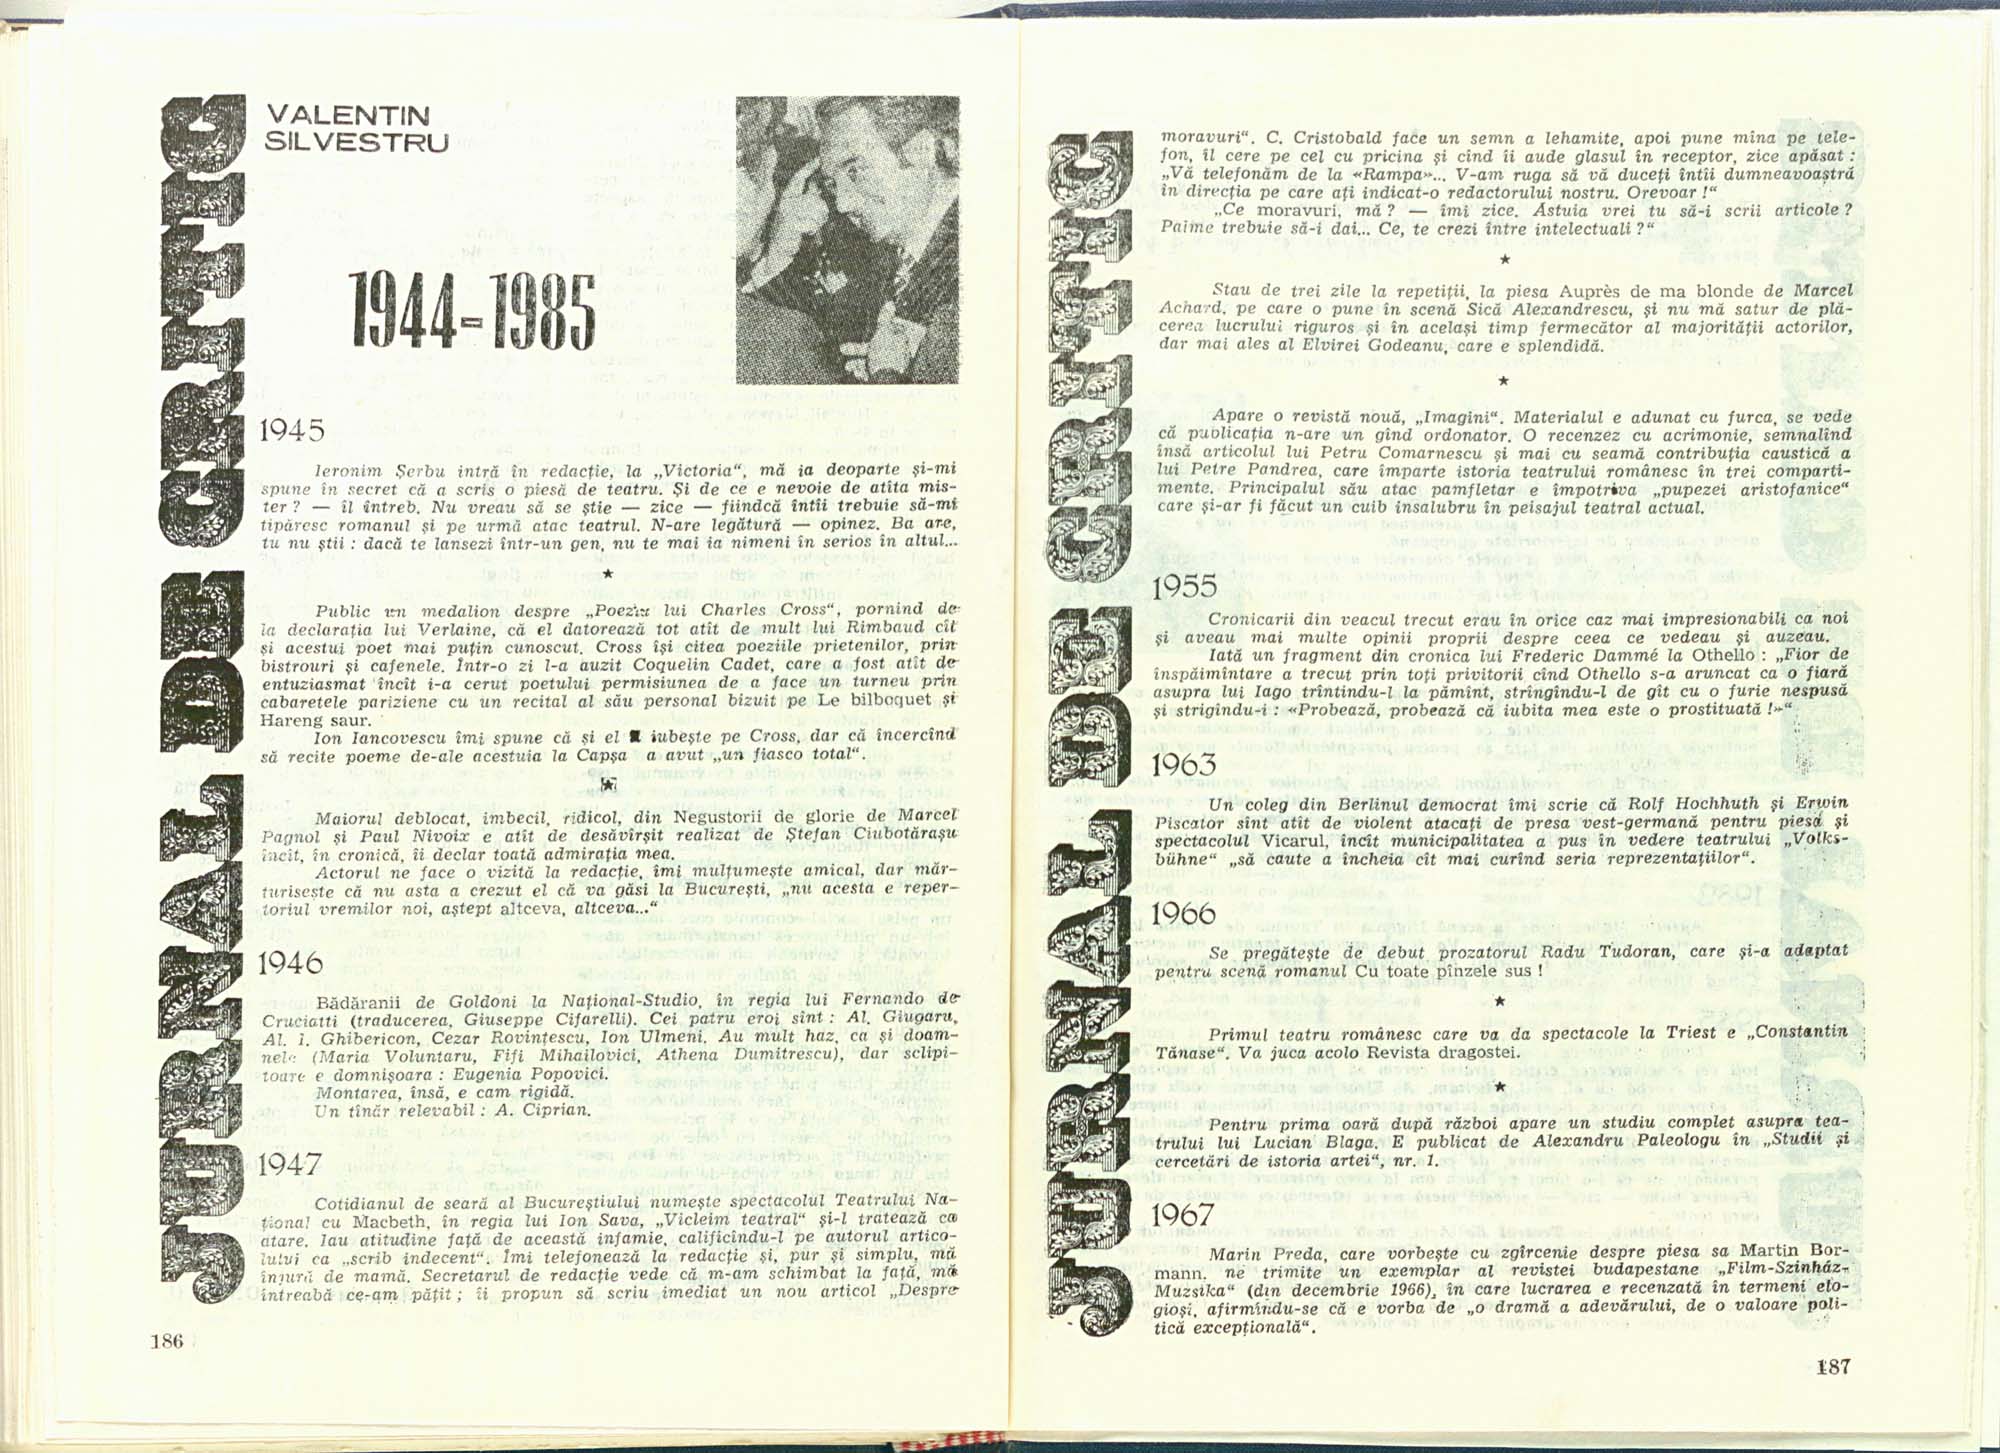 JURNAL DE CRITIC
VALENTIN
SILVESTRU
1944-1985
1945
Ieronim Șerbu intră în redacție, la „Victoria“, mă ia deoparte și-mi
spune în secret că a scris o piesă de teatru. Și de ce e nevoie de atîta mis-
ter ? — îl întreb. Nu vreau să se știe — zice — fiindcă întîi trebuie să-mi
tipăresc romanul și pe urmă atac teatrul. N-are legătură — opinez. Ba are,
tu nu știi : dacă te lansezi într-un gen, nu te mai ia nimeni în serios în altul...
★
Public un medalion despre „Poezia lui Charles Cross“, pornind de
la declarația lui Verlaine, că el datorează tot atît de mult lui Rimbaud cît
și acestui poet mai puțin cunoscut. Cross își citea poeziile prietenilor, prin
bistrouri și cafenele. Într-o zi l-a auzit Coquelin Cadet, care a fost atît de
entuziasmat încît i-a cerut poetului permisiunea de a face un turneu prin
cabaretele pariziene cu un recital al său personal bizuit pe Le bilboquet și
Hareng saur.
Ion Iancovescu îmi spune că și el iubește pe Cross, dar că încercînd
să recite poeme de-ale acestuia la Capșa a avut „un fiasco total“.
★
Maiorul deblocat, imbecil, ridicol, din Negustorii de glorie de Marcel
Pagnol și Paul Nivoix e atît de desăvîrșit realizat de Ștefan Ciubotărașu
încît, în cronică, îi declar toată admirația mea.
Actorul ne face o vizită la redacție, îmi mulțumește amical, dar măr-
turisește că nu asta a crezut el că va găsi la București, „nu acesta e reper-
toriul vremilor noi, aștept altceva, altceva...“
1946
Bădăranii de Goldoni la Național-Studio, în regia lui Fernando de
Cruciatti (traducerea, Giuseppe Cifarelli). Cei patru eroi sînt : Al. Giugaru,
Al. I. Ghibericon, Cezar Rovințescu, Ion Ulmeni. Au mult haz, ca și doam-
nele (Maria Voluntaru, Fifi Mihailovici, Athena Dumitrescu), dar sclipi-
toare e domnișoara : Eugenia Popovici.
Montarea, însă, e cam rigidă.
Un tînăr relevabil : A. Ciprian.
1947
Cotidianul de seară al Bucureștiului numește spectacolul Teatrului Na-
țional cu Macbeth, în regia lui Ion Sava, „Vicleim teatral“ și-l tratează ca
atare. Iau atitudine față de această infamie, calificîndu-l pe autorul artico-
lului ca „scrib indecent“. Îmi telefonează la redacție și, pur și simplu, mă
înjură de mamă. Secretarul de redacție vede că m-am schimbat la față, mă
întreabă ce-am pățit ; îi propun să scriu imediat un nou articol „Despre
186
JURNAL DE CRITIC
moravuri“. C. Cristobald face un semn a lehamite, apoi pune mîna pe tele-
fon, îl cere pe cel cu pricina și cînd îi aude glasul în receptor, zice apăsat :
„Vă telefonăm de la «Rampa»... V-am ruga să vă duceți întîi dumneavoastră
în direcția pe care ați indicat-o redactorului nostru. Orevoar !“
„Ce moravuri, mă ? — îmi zice. Ăstuia vrei tu să-i scrii articole ?
Palme trebuie să-i dai... Ce, te crezi între intelectuali ?“
★
Stau de trei zile la repetiții, la piesa Auprès de ma blonde de Marcel
Achard, pe care o pune în scenă Sică Alexandrescu, și nu mă satur de plă-
cerea lucrului riguros și în același timp fermecător al majorității actorilor,
dar mai ales al Elvirei Godeanu, care e splendidă.
★
Apare o revistă nouă, „Imagini“. Materialul e adunat cu furca, se vede
că publicația n-are un gînd ordonator. O recenzez cu acrimonie, semnalînd
însă articolul lui Petru Comarnescu și mai cu seamă contribuția caustică a
lui Petre Pandrea, care împarte istoria teatrului românesc în trei comparti-
mente. Principalul său atac pamfletar e împotriva „pupezei aristofanice“
care și-ar fi făcut un cuib insalubru în peisajul teatral actual.
1955
Cronicarii din veacul trecut erau în orice caz mai impresionabili ca noi
și aveau mai multe opinii proprii despre ceea ce vedeau și auzeau.
Iată un fragment din cronica lui Frederic Dammé la Othello : „Fior de
înspăimîntare a trecut prin toți privitorii cînd Othello s-a aruncat ca o fiară
asupra lui Iago trîntindu-l la pămînt, strîngîndu-l de gît cu o furie nespusă
și strigîndu-i : «Probează, probează că iubita mea este o prostituată !»“
1963
Un coleg din Berlinul democrat îmi scrie că Rolf Hochhuth și Erwin
Piscator sînt atît de violent atacați de presa vest-germană pentru piesa și
spectacolul Vicarul, încît municipalitatea a pus în vedere teatrului „Volks-
bühne“ „să caute a încheia cît mai curînd seria reprezentațiilor“.
1966
Se pregătește de debut prozatorul Radu Tudoran, care și-a adaptat
pentru scenă romanul Cu toate pînzele sus !
★
Primul teatru românesc care va da spectacole la Triest e „Constantin
Tănase“. Va juca acolo Revista dragostei.
★
Pentru prima oară după război apare un studiu complet asupra tea-
trului lui Lucian Blaga. E publicat de Alexandru Paleologu în „Studii și
cercetări de istoria artei“, nr. 1.
1967
Marin Preda, care vorbește cu zgîrcenie despre piesa sa Martin Bor-
mann, ne trimite un exemplar al revistei budapestane „Film-Szinház-
Muzsika“ (din decembrie 1966), în care lucrarea e recenzată în termeni elo-
gioși, afirmîndu-se că e vorba de „o dramă a adevărului, de o valoare poli-
tică excepțională“.
187